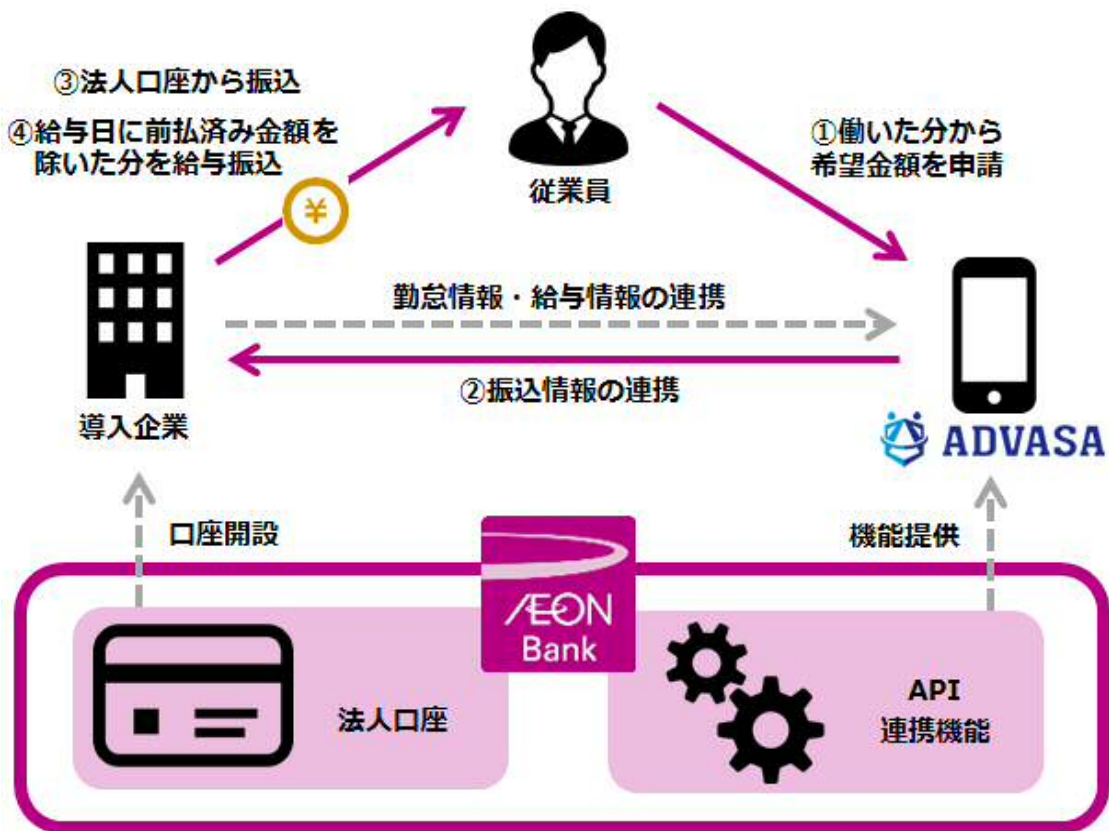 ③法人口座から振込
④給与日に前払済み金額を
除いた分を給与振込
¥
従業員
①働いた分から
希望金額を申請
勤怠情報・給与情報の連携
②振込情報の連携
導入企業
ADVASA
口座開設
機能提供
ÆON
Bank
法人口座
API
連携機能